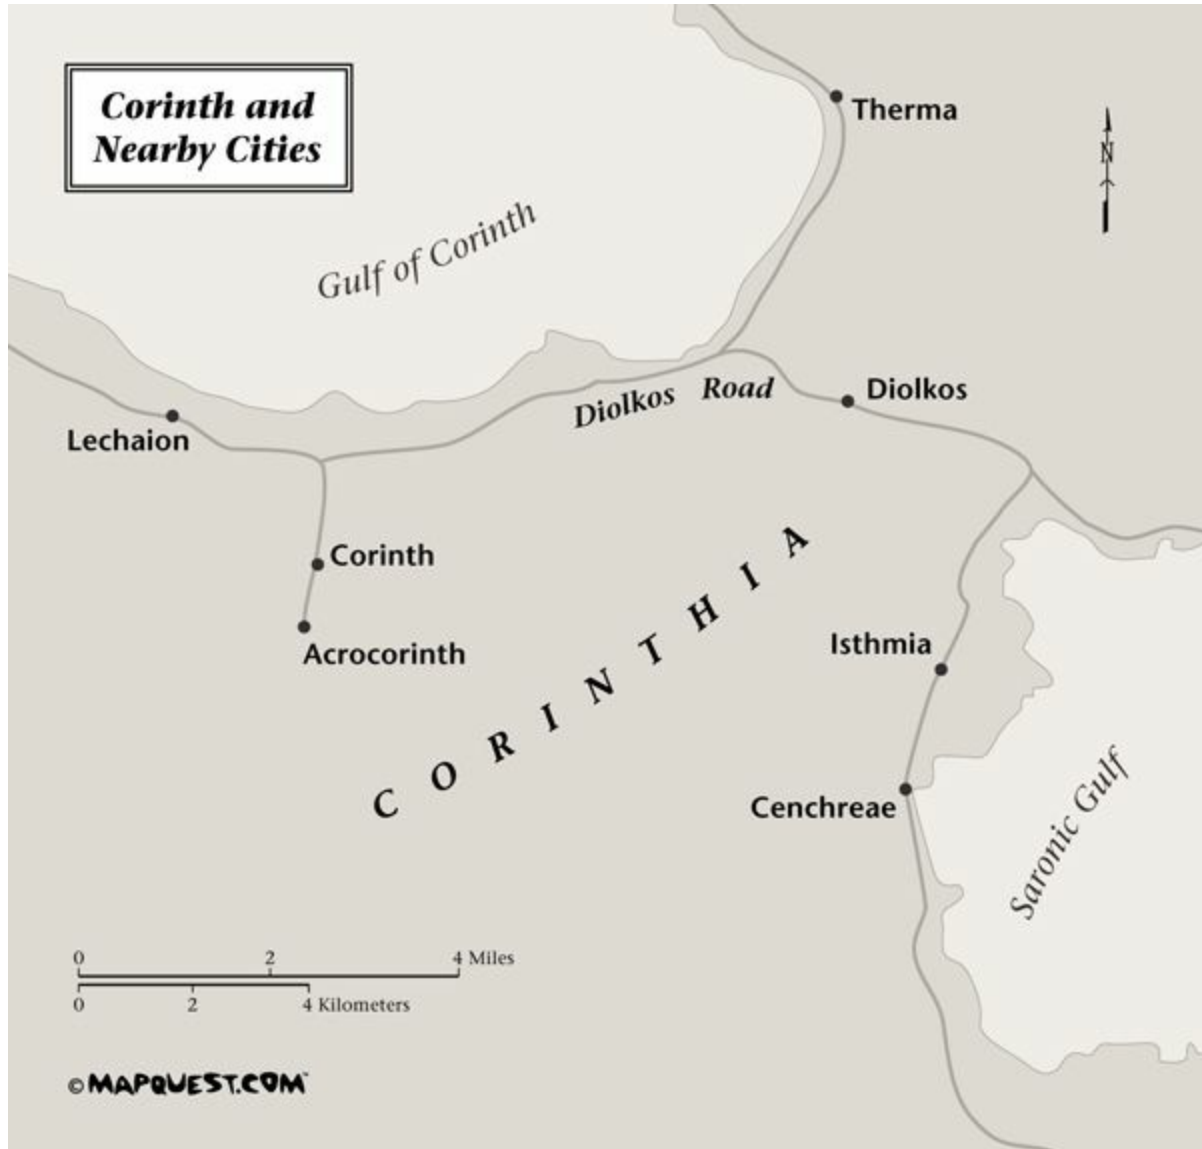 Corinth and
Nearby Cities
Therma
N
Gulf of Corinth
Diolkos Road
Diolkos
Lechaion
Corinth
Acrocorinth
CORINTHIA
Isthmia
Cenchreae
Saronic Gulf
0 2 4 Miles
0 2 4 Kilometers
©MAPQUEST.COM™